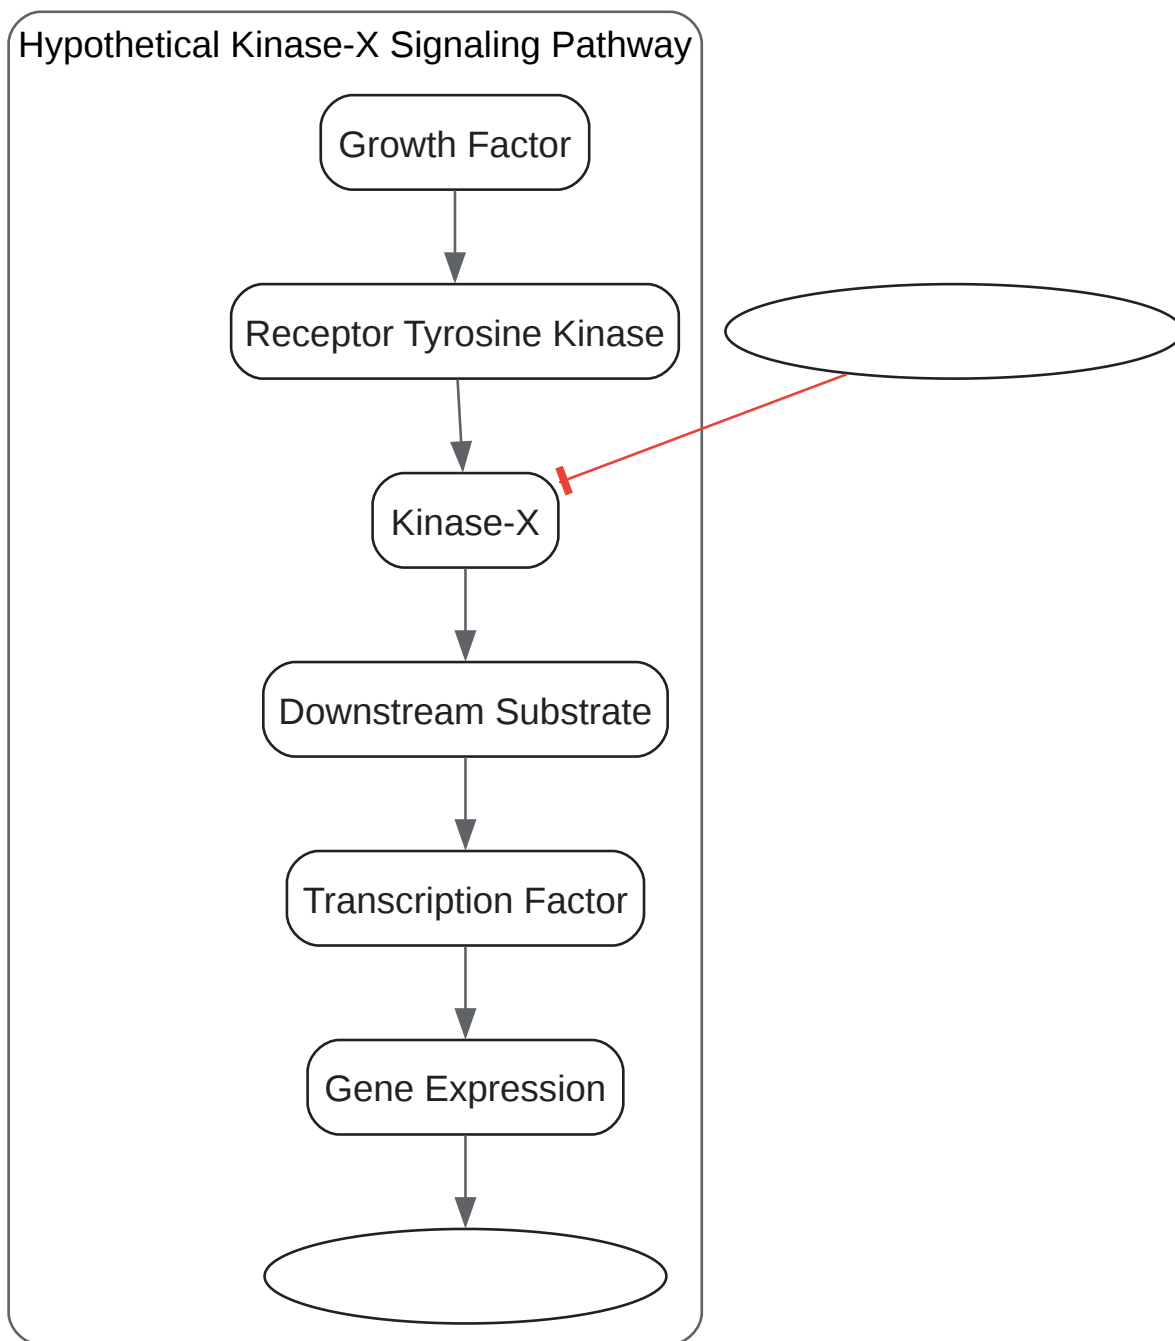 Hypothetical Kinase-X Signaling Pathway
Growth Factor
Receptor Tyrosine Kinase
Kinase-X
Downstream Substrate
Transcription Factor
Gene Expression